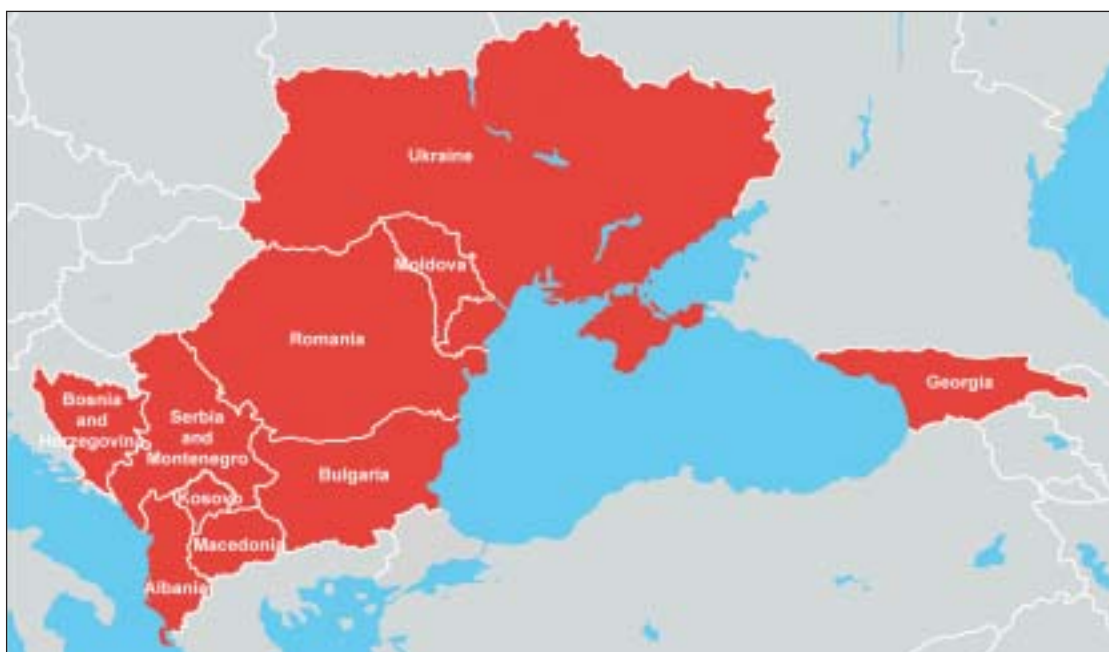 Ukraine
Moldova
Romania
Georgia
Bosnia
and
Herzegovina
Serbia
and
Montenegro
Bulgaria
Kosovo
Macedonia
Albania